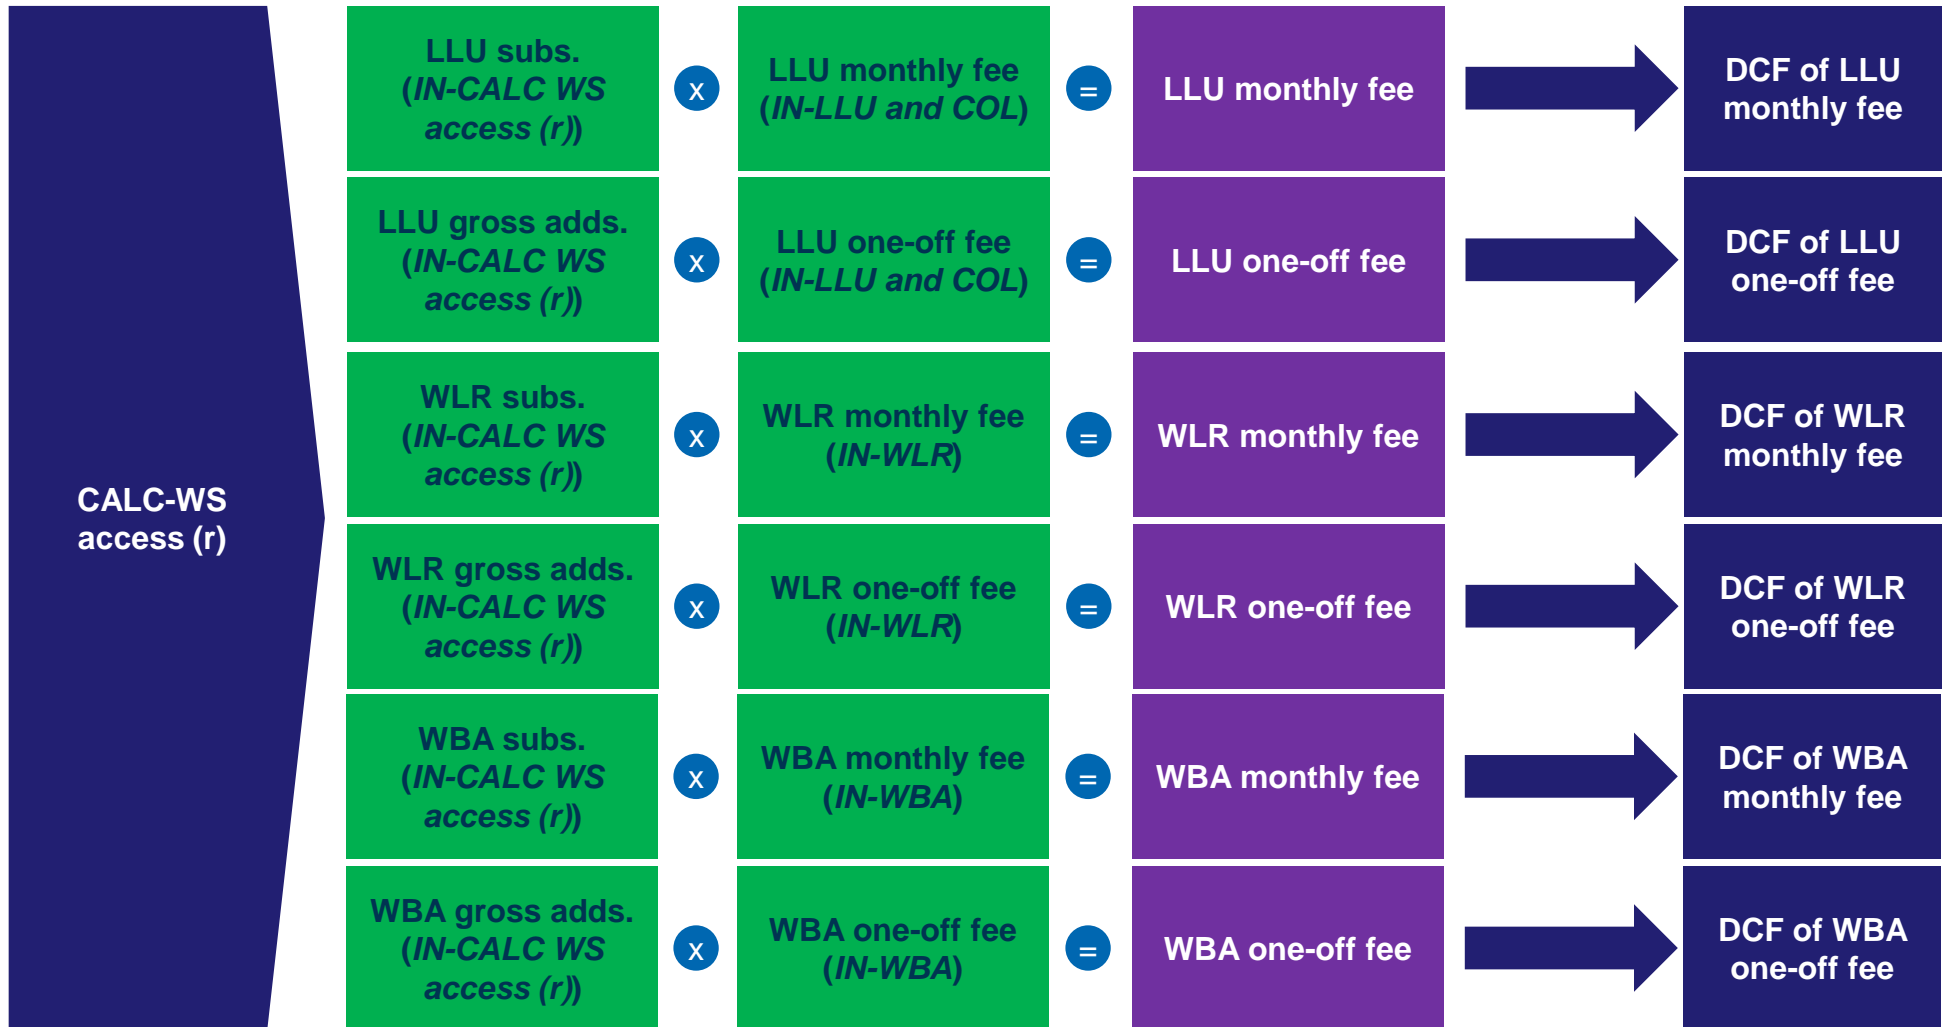 CALC-WS
access (r)
LLU subs.
(IN-CALC WS
access (r))
x
LLU monthly fee
(IN-LLU and COL)
=
LLU monthly fee
DCF of LLU
monthly fee
LLU gross adds.
(IN-CALC WS
access (r))
x
LLU one-off fee
(IN-LLU and COL)
=
LLU one-off fee
DCF of LLU
one-off fee
WLR subs.
(IN-CALC WS
access (r))
x
WLR monthly fee
(IN-WLR)
=
WLR monthly fee
DCF of WLR
monthly fee
WLR gross adds.
(IN-CALC WS
access (r))
x
WLR one-off fee
(IN-WLR)
=
WLR one-off fee
DCF of WLR
one-off fee
WBA subs.
(IN-CALC WS
access (r))
x
WBA monthly fee
(IN-WBA)
=
WBA monthly fee
DCF of WBA
monthly fee
WBA gross adds.
(IN-CALC WS
access (r))
x
WBA one-off fee
(IN-WBA)
=
WBA one-off fee
DCF of WBA
one-off fee